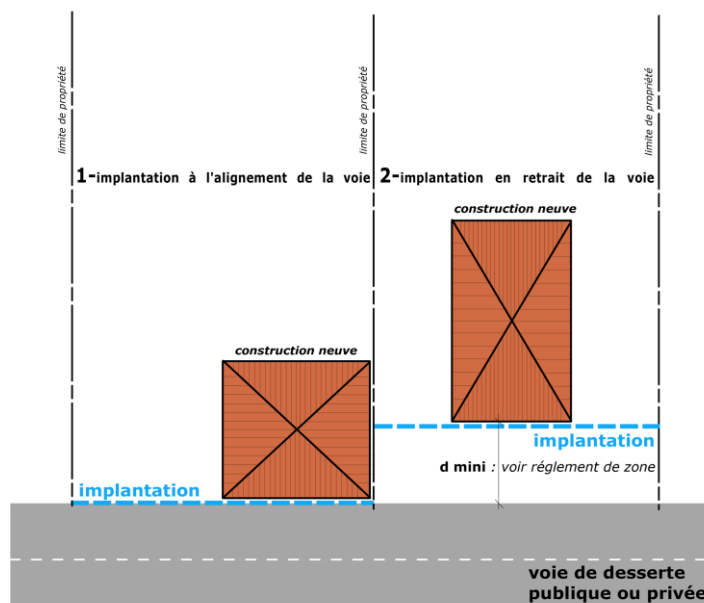 limite de propriété
limite de propriété
limite de propriété
1-implantation à l'alignement de la voie
2-implantation en retrait de la voie
construction neuve
construction neuve
implantation
d mini : voir réglement de zone
implantation
voie de desserte
publique ou privée